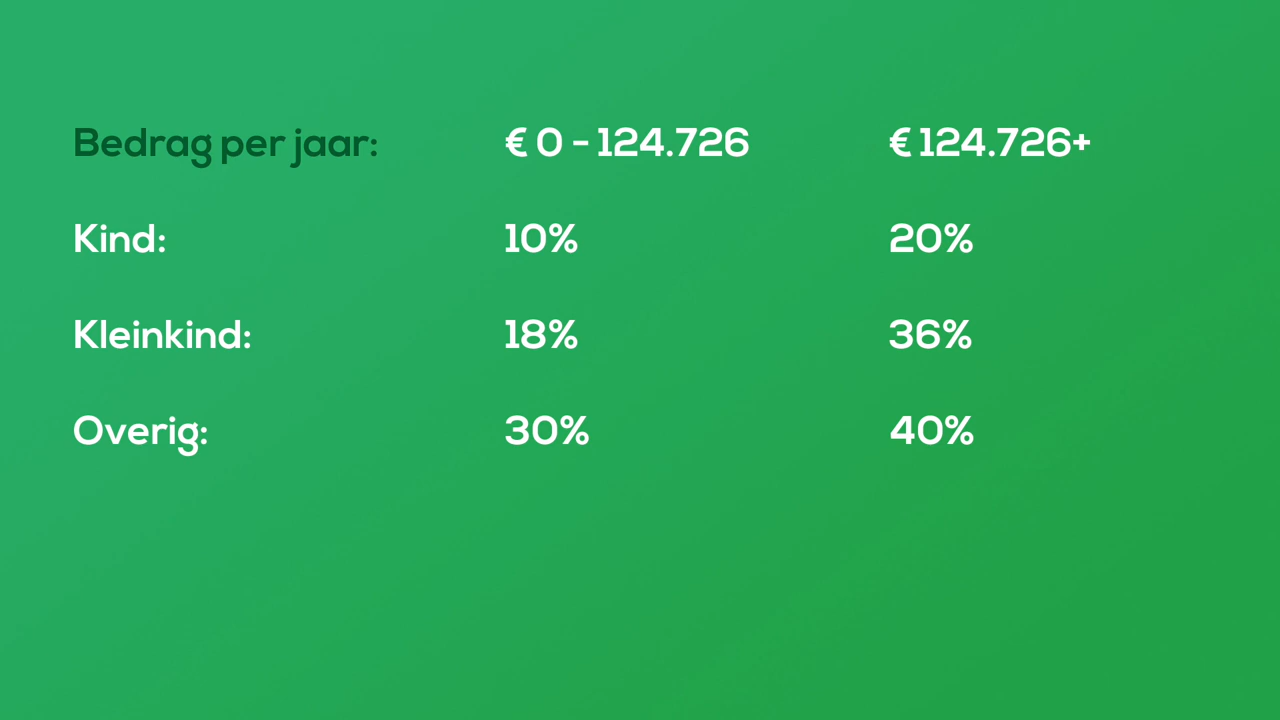 Bedrag per jaar: € 0 - 124.726 € 124.726+
Kind: 10% 20%
Kleinkind: 18% 36%
Overig: 30% 40%